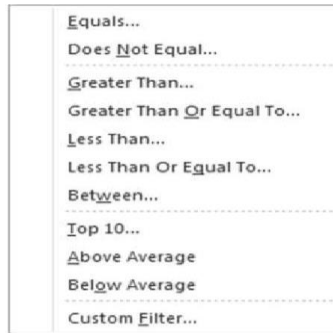 Equals...
Does Not Equal...
Greater Than...
Greater Than Or Equal To...
Less Than...
Less Than Or Equal To...
Between...
Top 10...
Above Average
Below Average
Custom Filter...